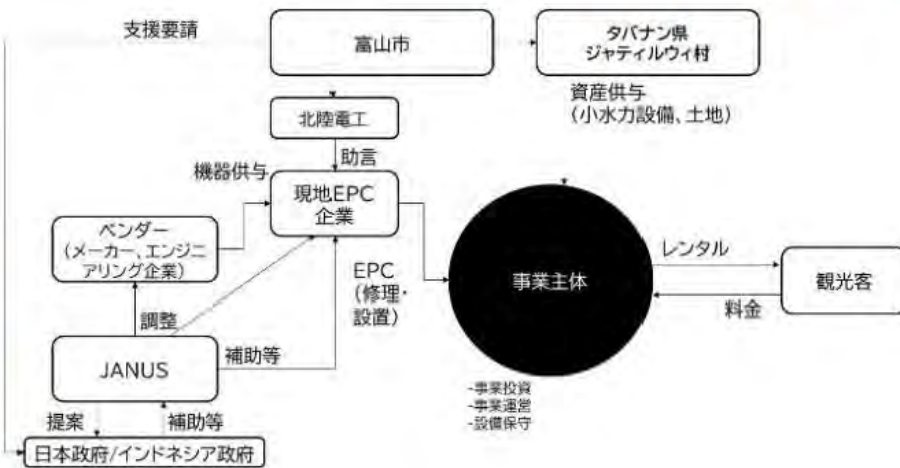 支援要請
富山市
タバナン県
ジャティルウィ村
資産供与
(小水力設備、土地)
北陸電工
助言
機器供与
現地EPC
企業
ベンダー
(メーカー、エンジニ
アリング企業)
EPC
(修理・
設置)
事業主体
レンタル
料金
観光客
調整
JANUS
補助等
-事業投資
-事業運営
-設備保守
提案
補助等
日本政府/インドネシア政府